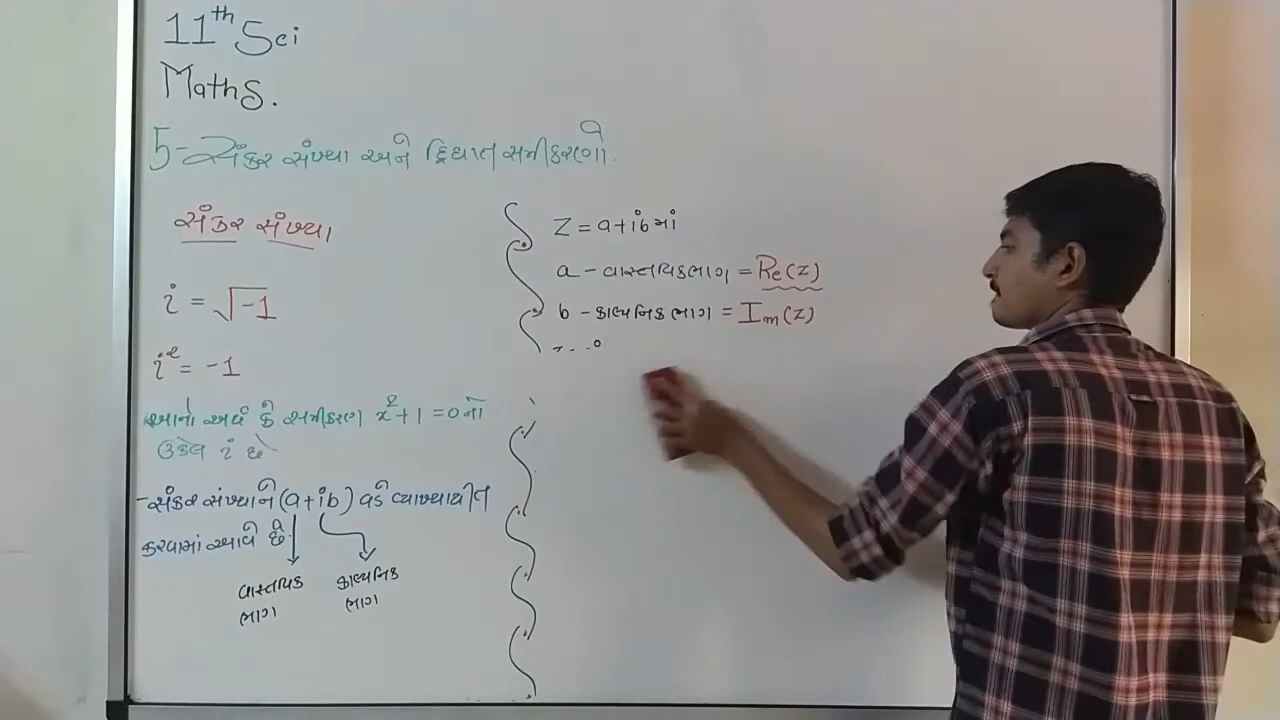 11th Sci
Maths.
5- સંકર સંખ્યા અને દ્વિઘાત સમીકરણો.
સંકર સંખ્યા
i = √-1
i² = -1
આનો અર્થ કે સમીકરણ x²+1=0 નો
ઉકેલ i છે
-સંકર સંખ્યાને (a+ib) વડે વ્યાખ્યાયીત
કરવામાં આવે છે.
વાસ્તવિક
ભાગ
કાલ્પનિક
ભાગ
Z = a+ib માં
a - વાસ્તવિકભાગ = Re(Z)
b - કાલ્પનિક ભાગ = Im(Z)